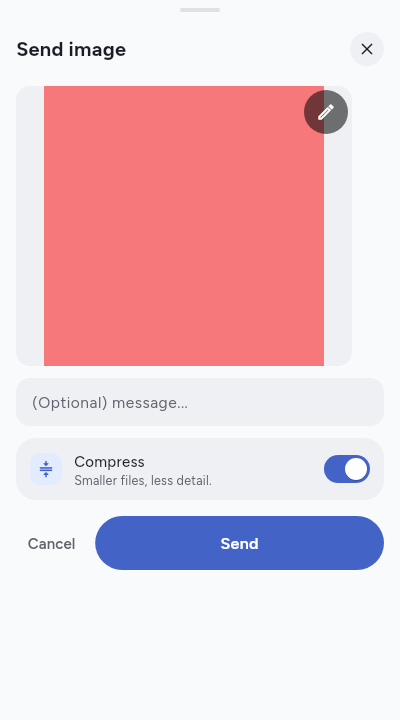 Send image
(Optional) message...
Compress
Smaller files, less detail.
Cancel
Send